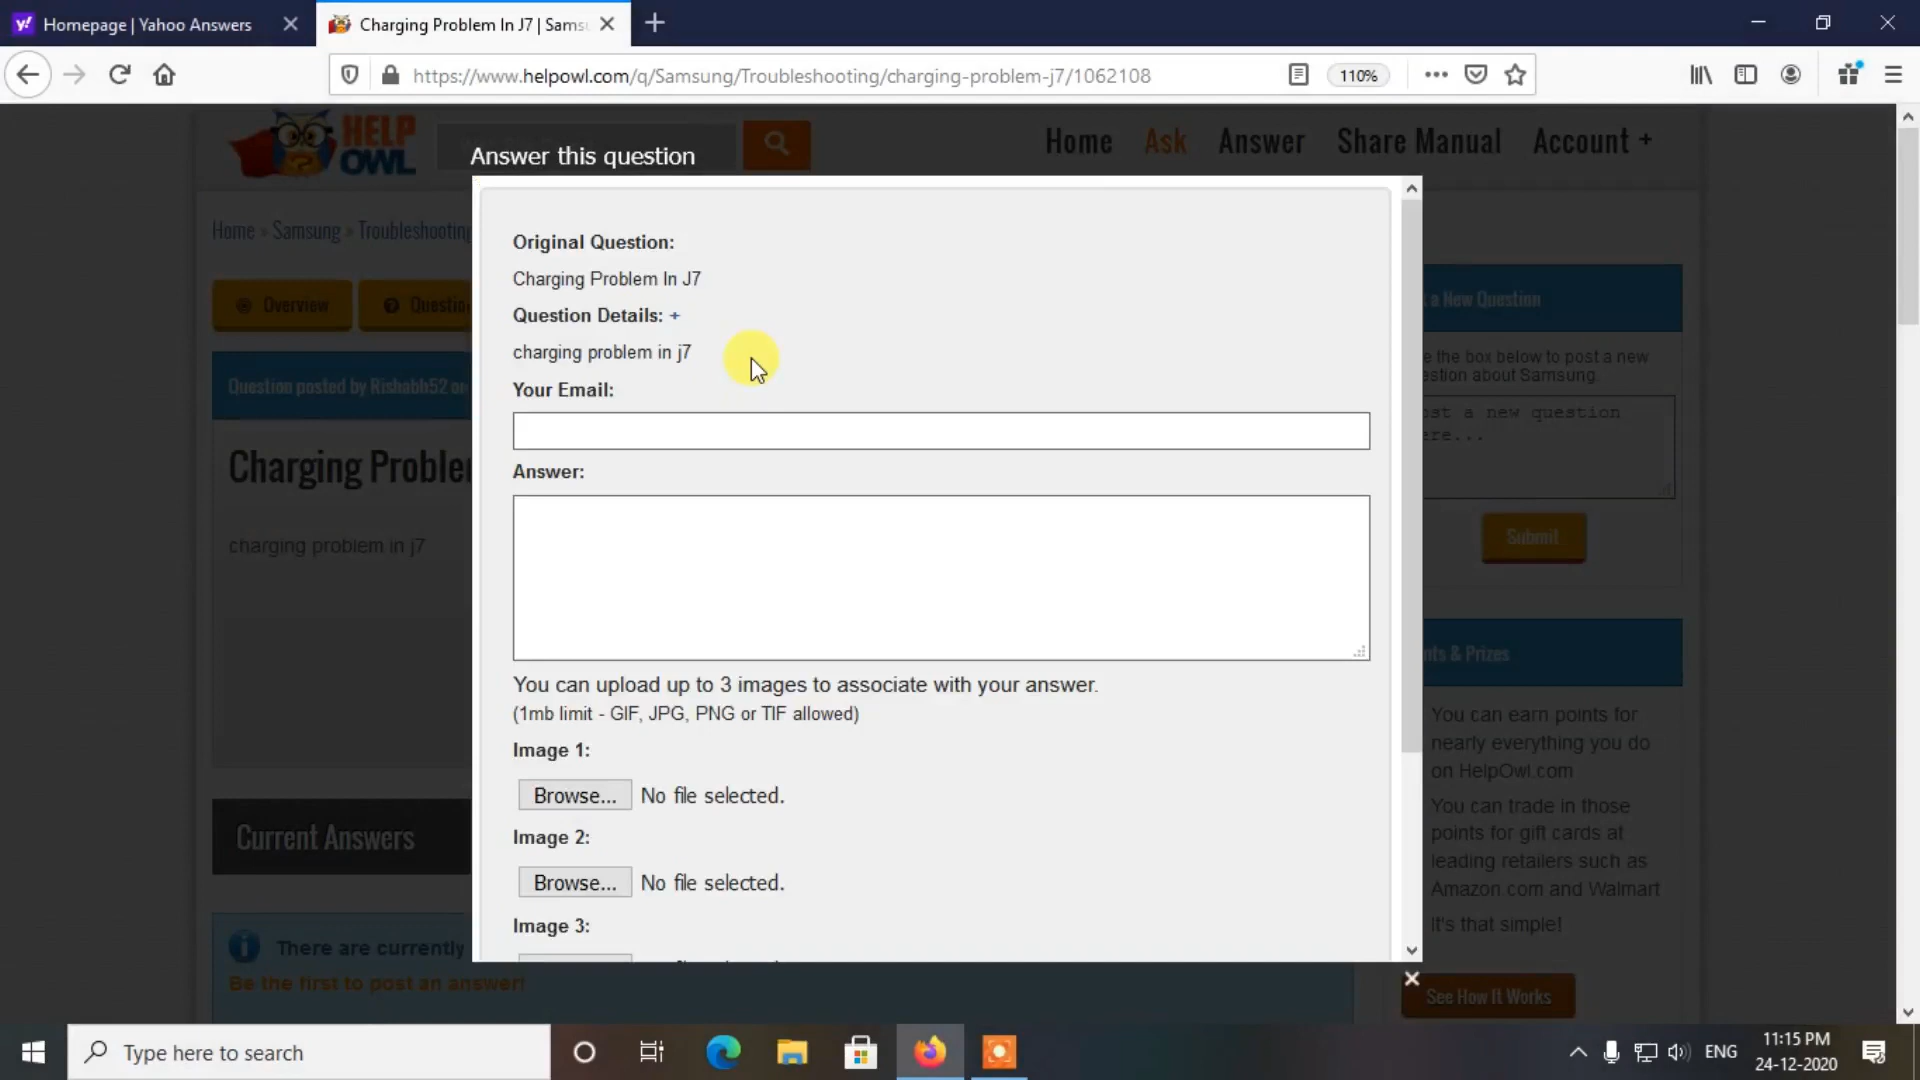 Homepage | Yahoo Answers
Charging Problem In J7 | Sams
https://www.helpowl.com/q/Samsung/Troubleshooting/charging-problem-j7/1062108
110%
HELP OWL
Home Ask Answer Share Manual Account +
Answer this question
Home » Samsung » Troubleshooting
Overview
Questio
Question posted by Rishabb52 o
Charging Proble
charging problem in j7
Current Answers
There are currently
Be the first to post an answer!
Original Question:
Charging Problem In J7
Question Details: +
charging problem in j7
Your Email:
Answer:
You can upload up to 3 images to associate with your answer.
(1mb limit - GIF, JPG, PNG or TIF allowed)
Image 1:
Browse... No file selected.
Image 2:
Browse... No file selected.
Image 3:
t a New Question
e the box below to post a new
estion about Samsung.
ost a new question
ere...
Submit
nts & Prizes
You can earn points for
nearly everything you do
on HelpOwl.com
You can trade in those
points for gift cards at
leading retailers such as
Amazon.com and Walmart
It's that simple!
See How It Works
Type here to search
ENG
11:15 PM
24-12-2020